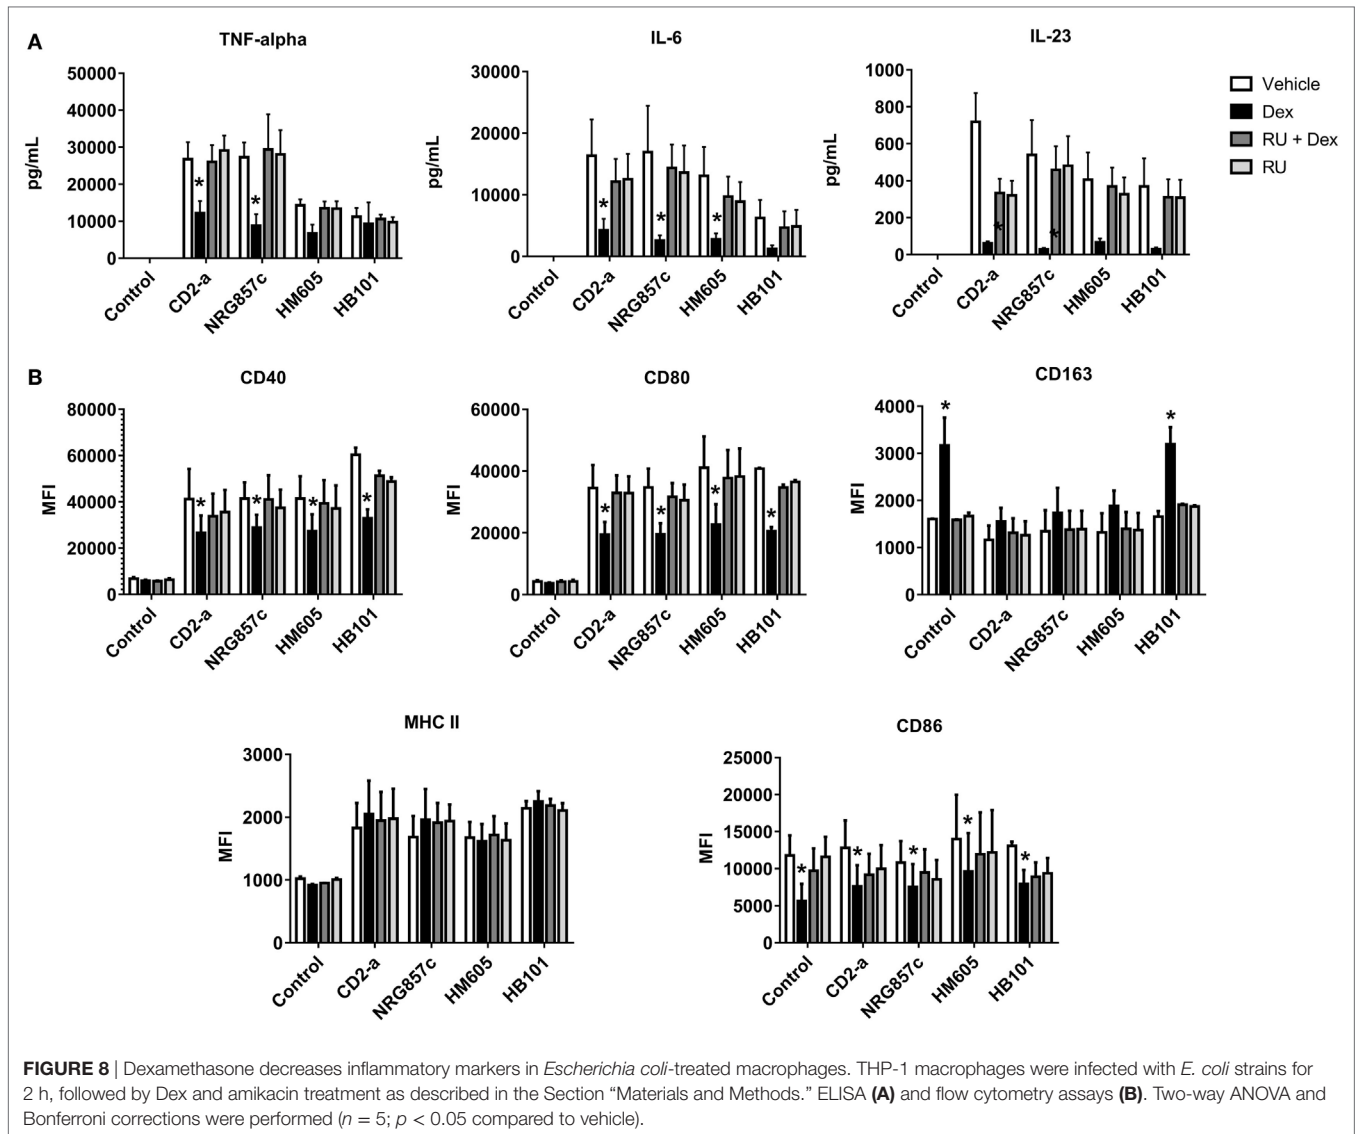 A
TNF-alpha
pg/mL
50000
40000
30000
20000
10000
0
*
*
Control
CD2-a
NRG857c
HM605
HB101
IL-6
pg/mL
30000
20000
10000
0
*
*
*
Control
CD2-a
NRG857c
HM605
HB101
IL-23
pg/mL
1000
800
600
400
200
0
*
*
Control
CD2-a
NRG857c
HM605
HB101
Vehicle
Dex
RU + Dex
RU
B
CD40
MFI
80000
60000
40000
20000
0
*
*
*
*
Control
CD2-a
NRG857c
HM605
HB101
CD80
MFI
60000
40000
20000
0
*
*
*
*
Control
CD2-a
NRG857c
HM605
HB101
CD163
MFI
4000
3000
2000
1000
0
*
*
Control
CD2-a
NRG857c
HM605
HB101
MHC II
MFI
3000
2000
1000
0
Control
CD2-a
NRG857c
HM605
HB101
CD86
MFI
25000
20000
15000
10000
5000
0
*
*
*
*
*
Control
CD2-a
NRG857c
HM605
HB101
FIGURE 8 | Dexamethasone decreases inflammatory markers in Escherichia coli-treated macrophages. THP-1 macrophages were infected with E. coli strains for
2 h, followed by Dex and amikacin treatment as described in the Section “Materials and Methods.” ELISA (A) and flow cytometry assays (B). Two-way ANOVA and
Bonferroni corrections were performed (n = 5; p < 0.05 compared to vehicle).